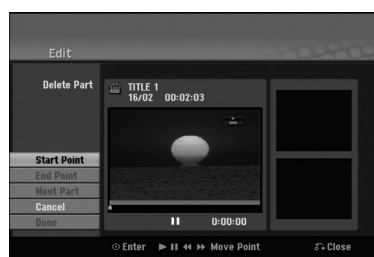 Edit
Delete Part
TITLE 1
16/02 00:02:03
Start Point
End Point
Next Part
Cancel
Done
0:00:00
Enter Move Point Close